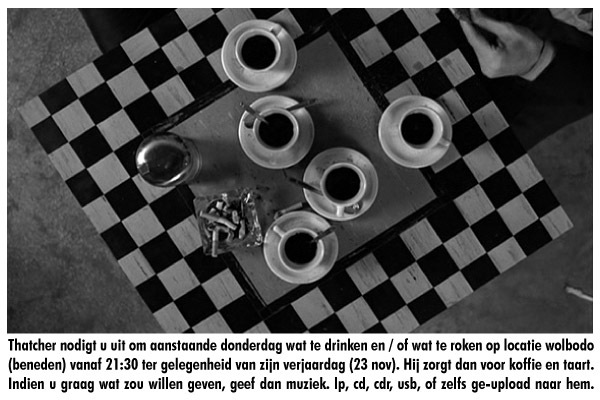 Thatcher nodigt u uit om aanstaande donderdag wat te drinken en / of wat te roken op locatie wolbodo
(beneden) vanaf 21:30 ter gelegenheid van zijn verjaardag (23 nov). Hij zorgt dan voor koffie en taart.
Indien u graag wat zou willen geven, geef dan muziek. lp, cd, cdr, usb, of zelfs ge-upload naar hem.